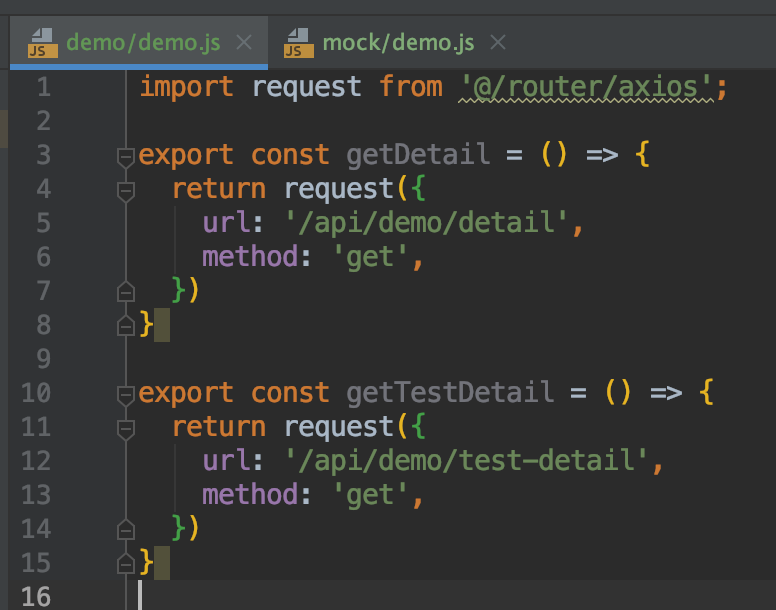 JS demo/demo.js JS mock/demo.js
1 import request from '@/router/axios';
2
3 export const getDetail = () => {
4 return request({
5 url: '/api/demo/detail',
6 method: 'get',
7 })
8 }
9
10 export const getTestDetail = () => {
11 return request({
12 url: '/api/demo/test-detail',
13 method: 'get',
14 })
15 }
16